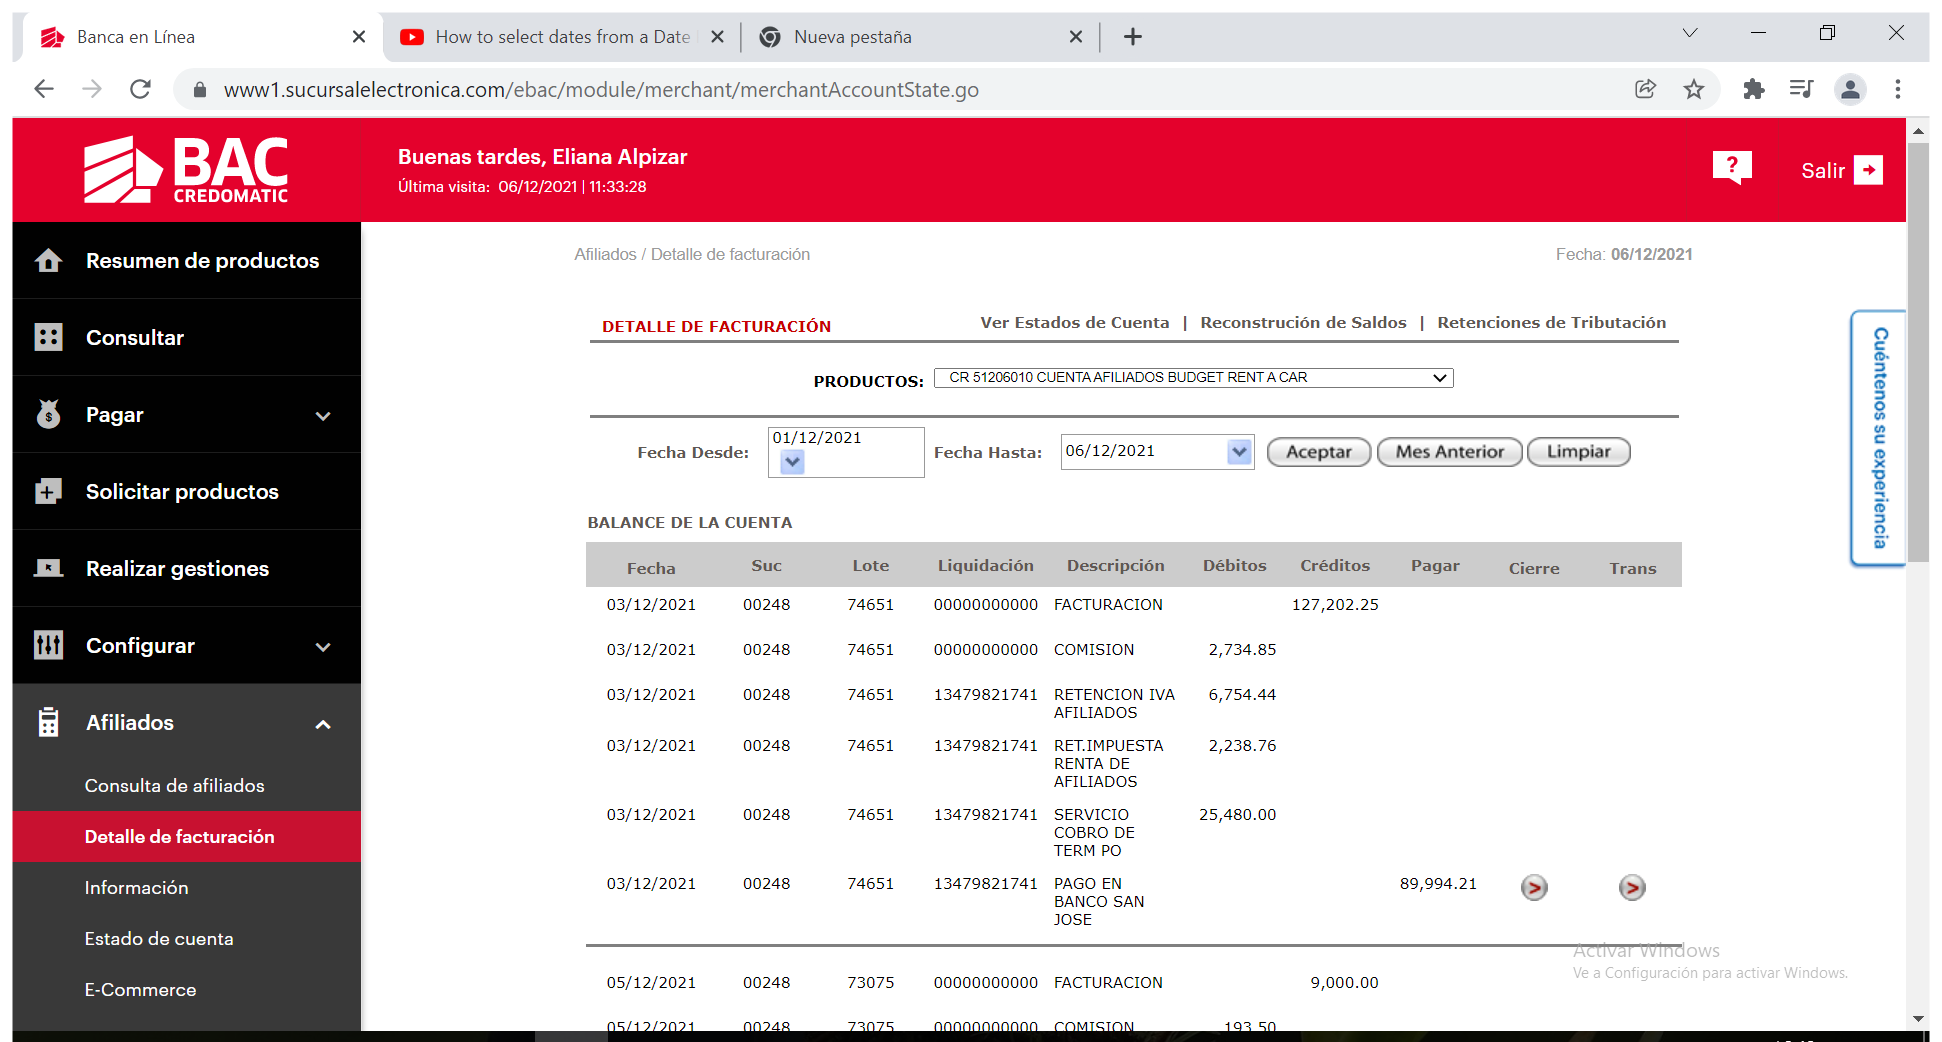 Banca en Línea
How to select dates from a Date
Nueva pestaña
www1.sucursalelectronica.com/ebac/module/merchant/merchantAccountState.go
BAC
CREDOMATIC
Buenas tardes, Eliana Alpizar
Última visita: 06/12/2021 | 11:33:28
?
Salir
Resumen de productos
Consultar
Pagar
Solicitar productos
Realizar gestiones
Configurar
Afiliados
Consulta de afiliados
Detalle de facturación
Información
Estado de cuenta
E-Commerce
Afiliados / Detalle de facturación
Fecha: 06/12/2021
DETALLE DE FACTURACIÓN
Ver Estados de Cuenta | Reconstrución de Saldos | Retenciones de Tributación
PRODUCTOS: CR 51206010 CUENTA AFILIADOS BUDGET RENT A CAR
Fecha Desde: 01/12/2021 Fecha Hasta: 06/12/2021 Aceptar Mes Anterior Limpiar
BALANCE DE LA CUENTA
Fecha Suc Lote Liquidación Descripción Débitos Créditos Pagar Cierre Trans
03/12/2021 00248 74651 00000000000 FACTURACION 127,202.25
03/12/2021 00248 74651 00000000000 COMISION 2,734.85
03/12/2021 00248 74651 13479821741 RETENCION IVA 6,754.44
AFILIADOS
03/12/2021 00248 74651 13479821741 RET.IMPUESTA 2,238.76
RENTA DE
AFILIADOS
03/12/2021 00248 74651 13479821741 SERVICIO 25,480.00
COBRO DE
TERM PO
03/12/2021 00248 74651 13479821741 PAGO EN 89,994.21
BANCO SAN
JOSE
05/12/2021 00248 73075 00000000000 FACTURACION 9,000.00
05/12/2021 00248 73075 00000000000 COMISION 193.50
Cuéntenos su experiencia
Activar Windows
Ve a Configuración para activar Windows.